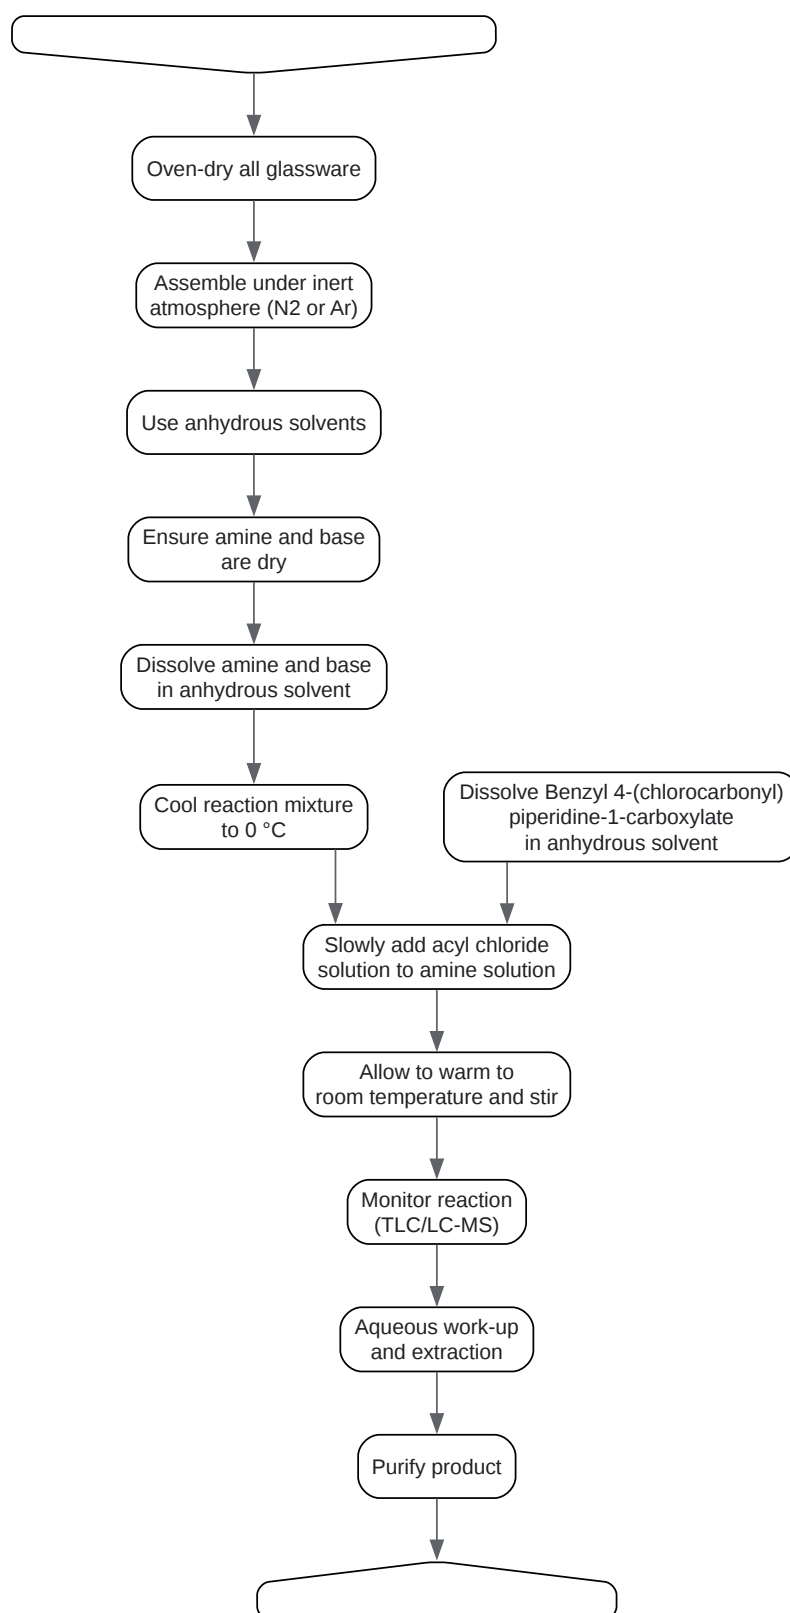 Oven-dry all glassware
Assemble under inert
atmosphere (N2 or Ar)
Use anhydrous solvents
Ensure amine and base
are dry
Dissolve amine and base
in anhydrous solvent
Cool reaction mixture
to 0 °C
Dissolve Benzyl 4-(chlorocarbonyl)
piperidine-1-carboxylate
in anhydrous solvent
Slowly add acyl chloride
solution to amine solution
Allow to warm to
room temperature and stir
Monitor reaction
(TLC/LC-MS)
Aqueous work-up
and extraction
Purify product